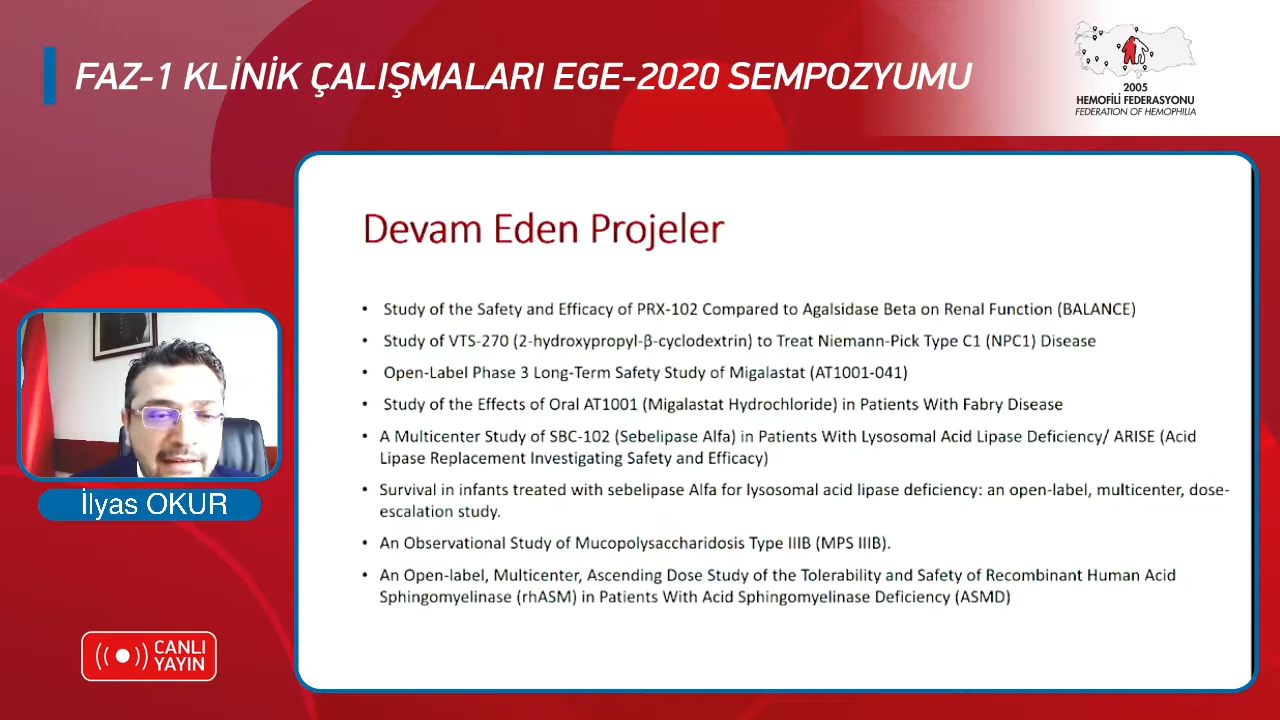 FAZ-1 KLİNİK ÇALIŞMALARI EGE-2020 SEMPOZYUMU
2005
HEMOFİLİ FEDERASYONU
FEDERATION OF HEMOPHILIA
Devam Eden Projeler
• Study of the Safety and Efficacy of PRX-102 Compared to Agalsidase Beta on Renal Function (BALANCE)
• Study of VTS-270 (2-hydroxypropyl-β-cyclodextrin) to Treat Niemann-Pick Type C1 (NPC1) Disease
• Open-Label Phase 3 Long-Term Safety Study of Migalastat (AT1001-041)
• Study of the Effects of Oral AT1001 (Migalastat Hydrochloride) in Patients With Fabry Disease
• A Multicenter Study of SBC-102 (Sebelipase Alfa) in Patients With Lysosomal Acid Lipase Deficiency/ ARISE (Acid
Lipase Replacement Investigating Safety and Efficacy)
• Survival in infants treated with sebelipase Alfa for lysosomal acid lipase deficiency: an open-label, multicenter, dose-
escalation study.
• An Observational Study of Mucopolysaccharidosis Type IIIB (MPS IIIB).
• An Open-label, Multicenter, Ascending Dose Study of the Tolerability and Safety of Recombinant Human Acid
Sphingomyelinase (rhASM) in Patients With Acid Sphingomyelinase Deficiency (ASMD)
İlyas OKUR
CANLI
YAYIN